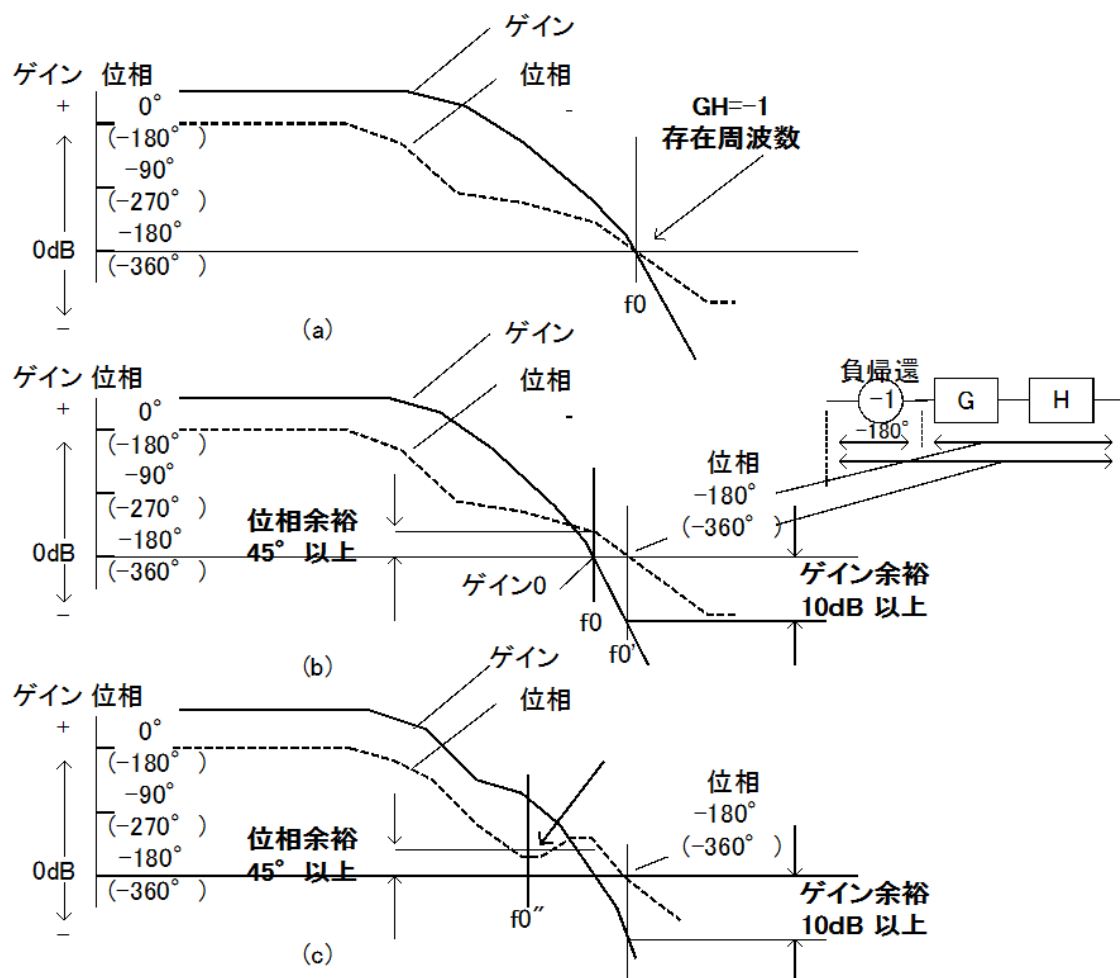 ゲイン
ゲイン 位相
位相
+
0°
(-180°)
-90°
(-270°)
-180°
0dB
(-360°)
-
-
GH=-1
存在周波数
f0
(a)
ゲイン
ゲイン 位相
位相
+
0°
(-180°)
-90°
(-270°)
-180°
0dB
(-360°)
-
-
位相余裕
45°以上
ゲイン0
f0
f0'
負帰還
-1
G
H
-180°
位相
-180°
(-360°)
ゲイン余裕
10dB 以上
(b)
ゲイン
ゲイン 位相
位相
+
0°
(-180°)
-90°
(-270°)
-180°
0dB
(-360°)
-
位相余裕
45°以上
f0"
位相
-180°
(-360°)
ゲイン余裕
10dB 以上
(c)